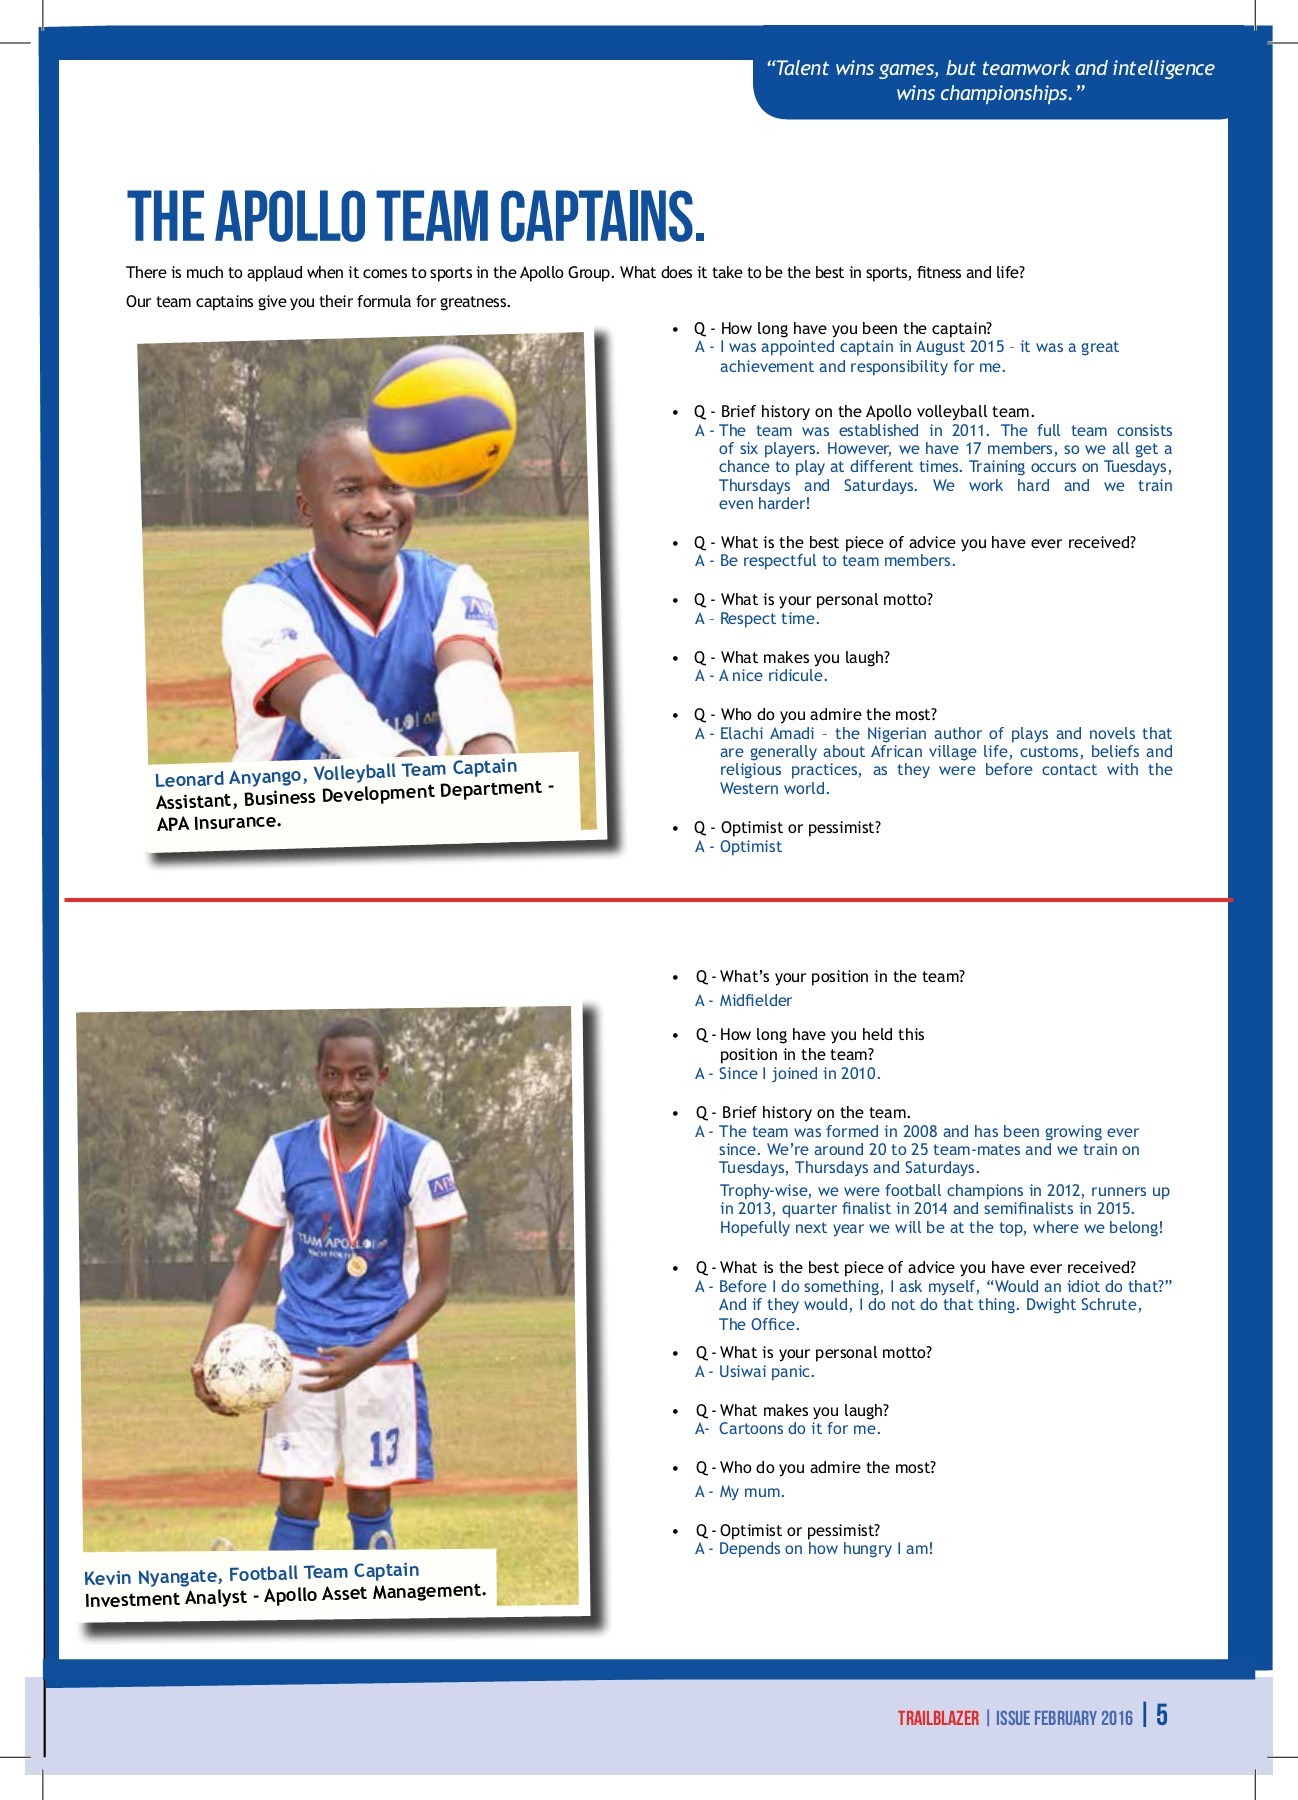 “Talent wins games, but teamwork and intelligence
wins championships.”
THE APOLLO TEAM CAPTAINS.
There is much to applaud when it comes to sports in the Apollo Group. What does it take to be the best in sports, fitness and life?
Our team captains give you their formula for greatness.
Leonard Anyango, Volleyball Team Captain
Assistant, Business Development Department -
APA Insurance.
• Q - How long have you been the captain?
A - I was appointed captain in August 2015 – it was a great
achievement and responsibility for me.
• Q - Brief history on the Apollo volleyball team.
A - The team was established in 2011. The full team consists
of six players. However, we have 17 members, so we all get a
chance to play at different times. Training occurs on Tuesdays,
Thursdays and Saturdays. We work hard and we train
even harder!
• Q - What is the best piece of advice you have ever received?
A - Be respectful to team members.
• Q - What is your personal motto?
A – Respect time.
• Q - What makes you laugh?
A - A nice ridicule.
• Q - Who do you admire the most?
A - Elachi Amadi – the Nigerian author of plays and novels that
are generally about African village life, customs, beliefs and
religious practices, as they were before contact with the
Western world.
• Q - Optimist or pessimist?
A - Optimist
TEAM APOLLO
13
Kevin Nyangate, Football Team Captain
Investment Analyst - Apollo Asset Management.
• Q - What’s your position in the team?
A - Midfielder
• Q - How long have you held this
position in the team?
A - Since I joined in 2010.
• Q - Brief history on the team.
A - The team was formed in 2008 and has been growing ever
since. We’re around 20 to 25 team-mates and we train on
Tuesdays, Thursdays and Saturdays.
Trophy-wise, we were football champions in 2012, runners up
in 2013, quarter finalist in 2014 and semifinalists in 2015.
Hopefully next year we will be at the top, where we belong!
• Q - What is the best piece of advice you have ever received?
A - Before I do something, I ask myself, “Would an idiot do that?”
And if they would, I do not do that thing. Dwight Schrute,
The Office.
• Q - What is your personal motto?
A - Usiwai panic.
• Q - What makes you laugh?
A- Cartoons do it for me.
• Q - Who do you admire the most?
A - My mum.
• Q - Optimist or pessimist?
A - Depends on how hungry I am!
TRAILBLAZER | ISSUE FEBRUARY 2016 | 5